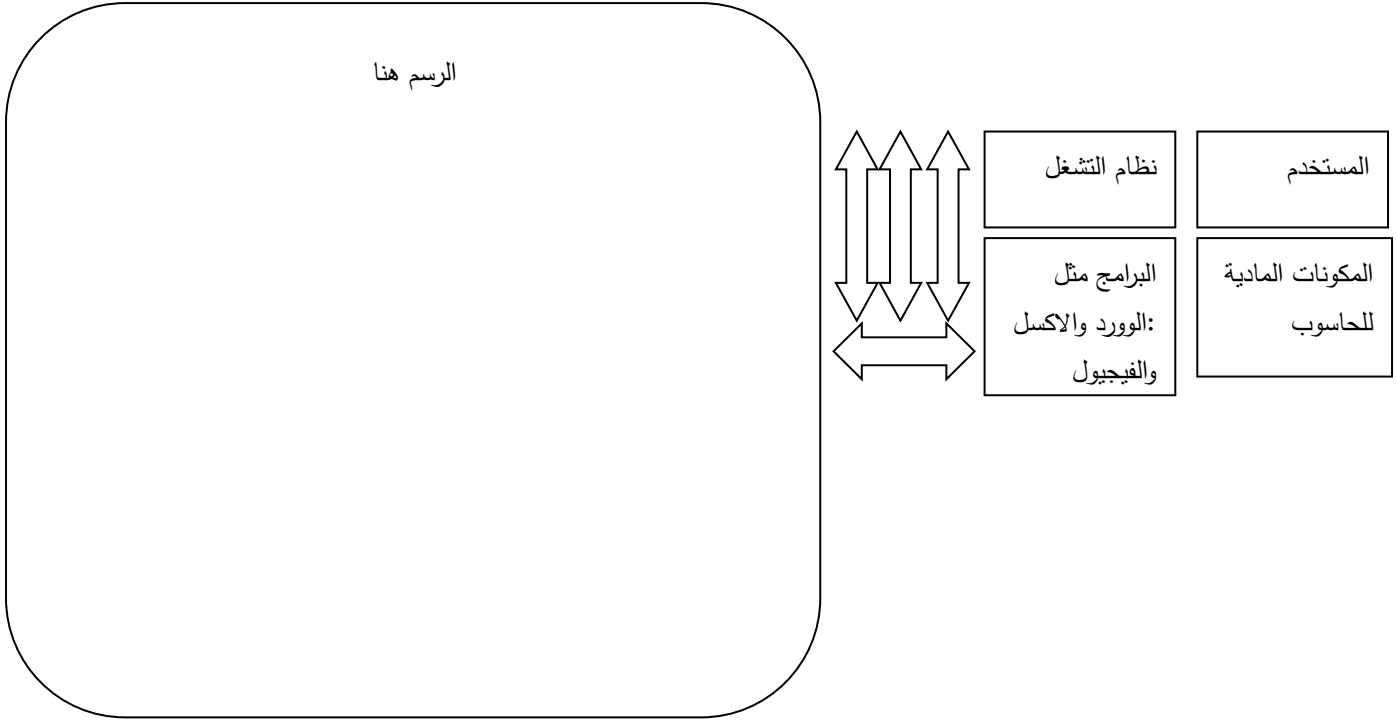 الرسم هنا
المستخدم
نظام التشغل
المكونات المادية
للحاسوب
البرامج مثل
:الوورد والاكسل
والفيجيول